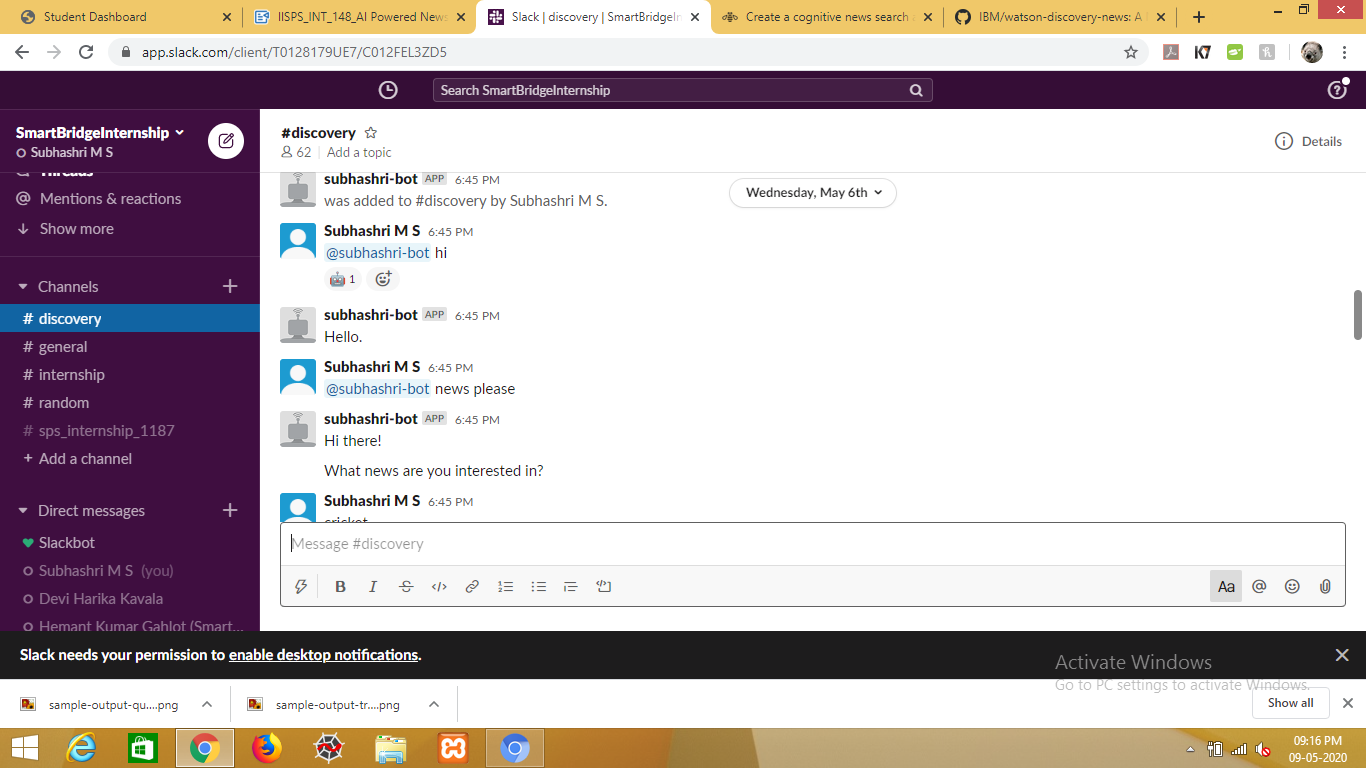 Student Dashboard
IISPS_INT_148_AI Powered News
Slack | discovery | SmartBridgeIn
Create a cognitive news search a
IBM/watson-discovery-news: A
app.slack.com/client/T0128179UE7/C012FEL3ZD5
Search SmartBridgeInternship
SmartBridgeInternship
Subhashri M S
Threads
Mentions & reactions
Show more
Channels
# discovery
# general
# internship
# random
# sps_internship_1187
+ Add a channel
Direct messages
Slackbot
Subhashri M S (you)
Devi Harika Kavala
Hemant Kumar Gahlot (Smart...
#discovery
62 | Add a topic
Details
Wednesday, May 6th
subhashri-bot APP 6:45 PM
was added to #discovery by Subhashri M S.
Subhashri M S 6:45 PM
@subhashri-bot hi
1
subhashri-bot APP 6:45 PM
Hello.
Subhashri M S 6:45 PM
@subhashri-bot news please
subhashri-bot APP 6:45 PM
Hi there!
What news are you interested in?
Subhashri M S 6:45 PM
cricket
Message #discovery
B I S </> Aa @
Slack needs your permission to enable desktop notifications.
Activate Windows
Go to PC settings to activate Windows.
sample-output-qu....png
sample-output-tr....png
Show all
09:16 PM
09-05-2020